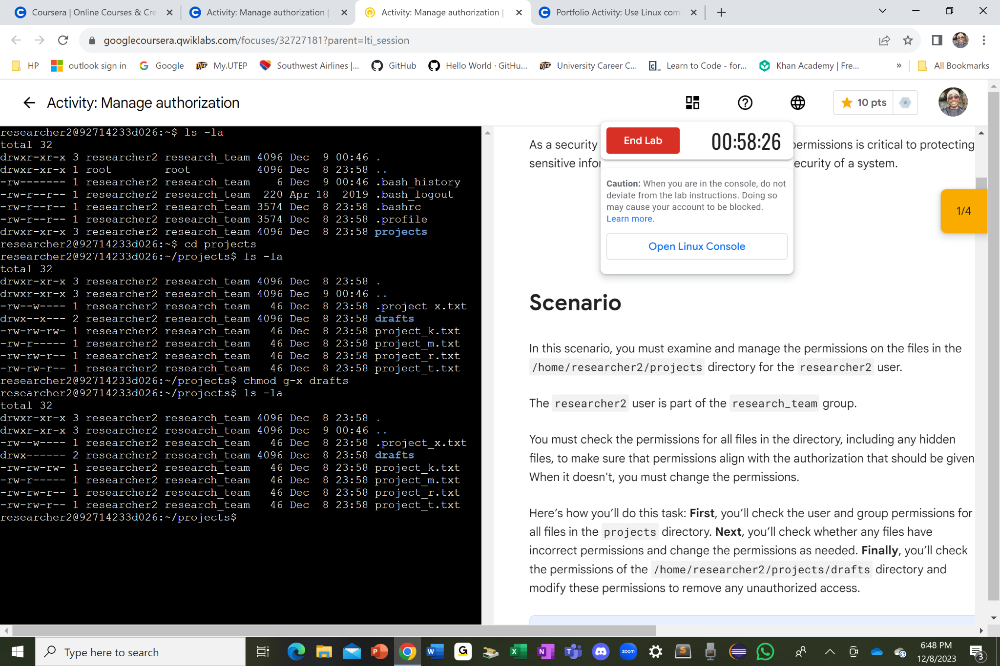 Coursera | Online Courses & Cre
Activity: Manage authorization |
Activity: Manage authorization |
Portfolio Activity: Use Linux com
googlecoursera.qwiklabs.com/focuses/32727181?parent=lti_session
HP
outlook sign in
Google
My.UTEP
Southwest Airlines |...
GitHub
Hello World · GitHu...
University Career C...
Learn to Code - for...
Khan Academy | Fre...
»
All Bookmarks
Activity: Manage authorization
10 pts
researcher2@92714233d026:~$ ls -la
total 32
drwxr-xr-x 3 researcher2 research_team 4096 Dec  9 00:46 .
drwxr-xr-x 1 root        root          4096 Dec  8 23:58 ..
-rw------- 1 researcher2 research_team    6 Dec  9 00:46 .bash_history
-rw-r--r-- 1 researcher2 research_team  220 Apr 18  2019 .bash_logout
-rw-r--r-- 1 researcher2 research_team 3574 Dec  8 23:58 .bashrc
-rw-r--r-- 1 researcher2 research_team 3574 Dec  8 23:58 .profile
drwxr-xr-x 3 researcher2 research_team 4096 Dec  8 23:58 projects
researcher2@92714233d026:~$ cd projects
researcher2@92714233d026:~/projects$ ls -la
total 32
drwxr-xr-x 3 researcher2 research_team 4096 Dec  8 23:58 .
drwxr-xr-x 3 researcher2 research_team 4096 Dec  9 00:46 ..
-rw--w---- 1 researcher2 research_team   46 Dec  8 23:58 .project_x.txt
drwx--x--- 2 researcher2 research_team 4096 Dec  8 23:58 drafts
-rw-rw-rw- 1 researcher2 research_team   46 Dec  8 23:58 project_k.txt
-rw-r----- 1 researcher2 research_team   46 Dec  8 23:58 project_m.txt
-rw-rw-r-- 1 researcher2 research_team   46 Dec  8 23:58 project_r.txt
-rw-rw-r-- 1 researcher2 research_team   46 Dec  8 23:58 project_t.txt
researcher2@92714233d026:~/projects$ chmod g-x drafts
researcher2@92714233d026:~/projects$ ls -la
total 32
drwxr-xr-x 3 researcher2 research_team 4096 Dec  8 23:58 .
drwxr-xr-x 3 researcher2 research_team 4096 Dec  9 00:46 ..
-rw--w---- 1 researcher2 research_team   46 Dec  8 23:58 .project_x.txt
drwx------ 2 researcher2 research_team 4096 Dec  8 23:58 drafts
-rw-rw-rw- 1 researcher2 research_team   46 Dec  8 23:58 project_k.txt
-rw-r----- 1 researcher2 research_team   46 Dec  8 23:58 project_m.txt
-rw-rw-r-- 1 researcher2 research_team   46 Dec  8 23:58 project_r.txt
-rw-rw-r-- 1 researcher2 research_team   46 Dec  8 23:58 project_t.txt
researcher2@92714233d026:~/projects$
As a security
permissions is critical to protecting
sensitive infor
ecurity of a system.
End Lab
00:58:26
Caution: When you are in the console, do not
deviate from the lab instructions. Doing so
may cause your account to be blocked.
Learn more.
Open Linux Console
1/4
Scenario
In this scenario, you must examine and manage the permissions on the files in the
/home/researcher2/projects directory for the researcher2 user.
The researcher2 user is part of the research_team group.
You must check the permissions for all files in the directory, including any hidden
files, to make sure that permissions align with the authorization that should be given
When it doesn't, you must change the permissions.
Here's how you'll do this task: First, you'll check the user and group permissions for
all files in the projects directory. Next, you'll check whether any files have
incorrect permissions and change the permissions as needed. Finally, you'll check
the permissions of the /home/researcher2/projects/drafts directory and
modify these permissions to remove any unauthorized access.
Type here to search
zoom
6:48 PM
12/8/2023
3